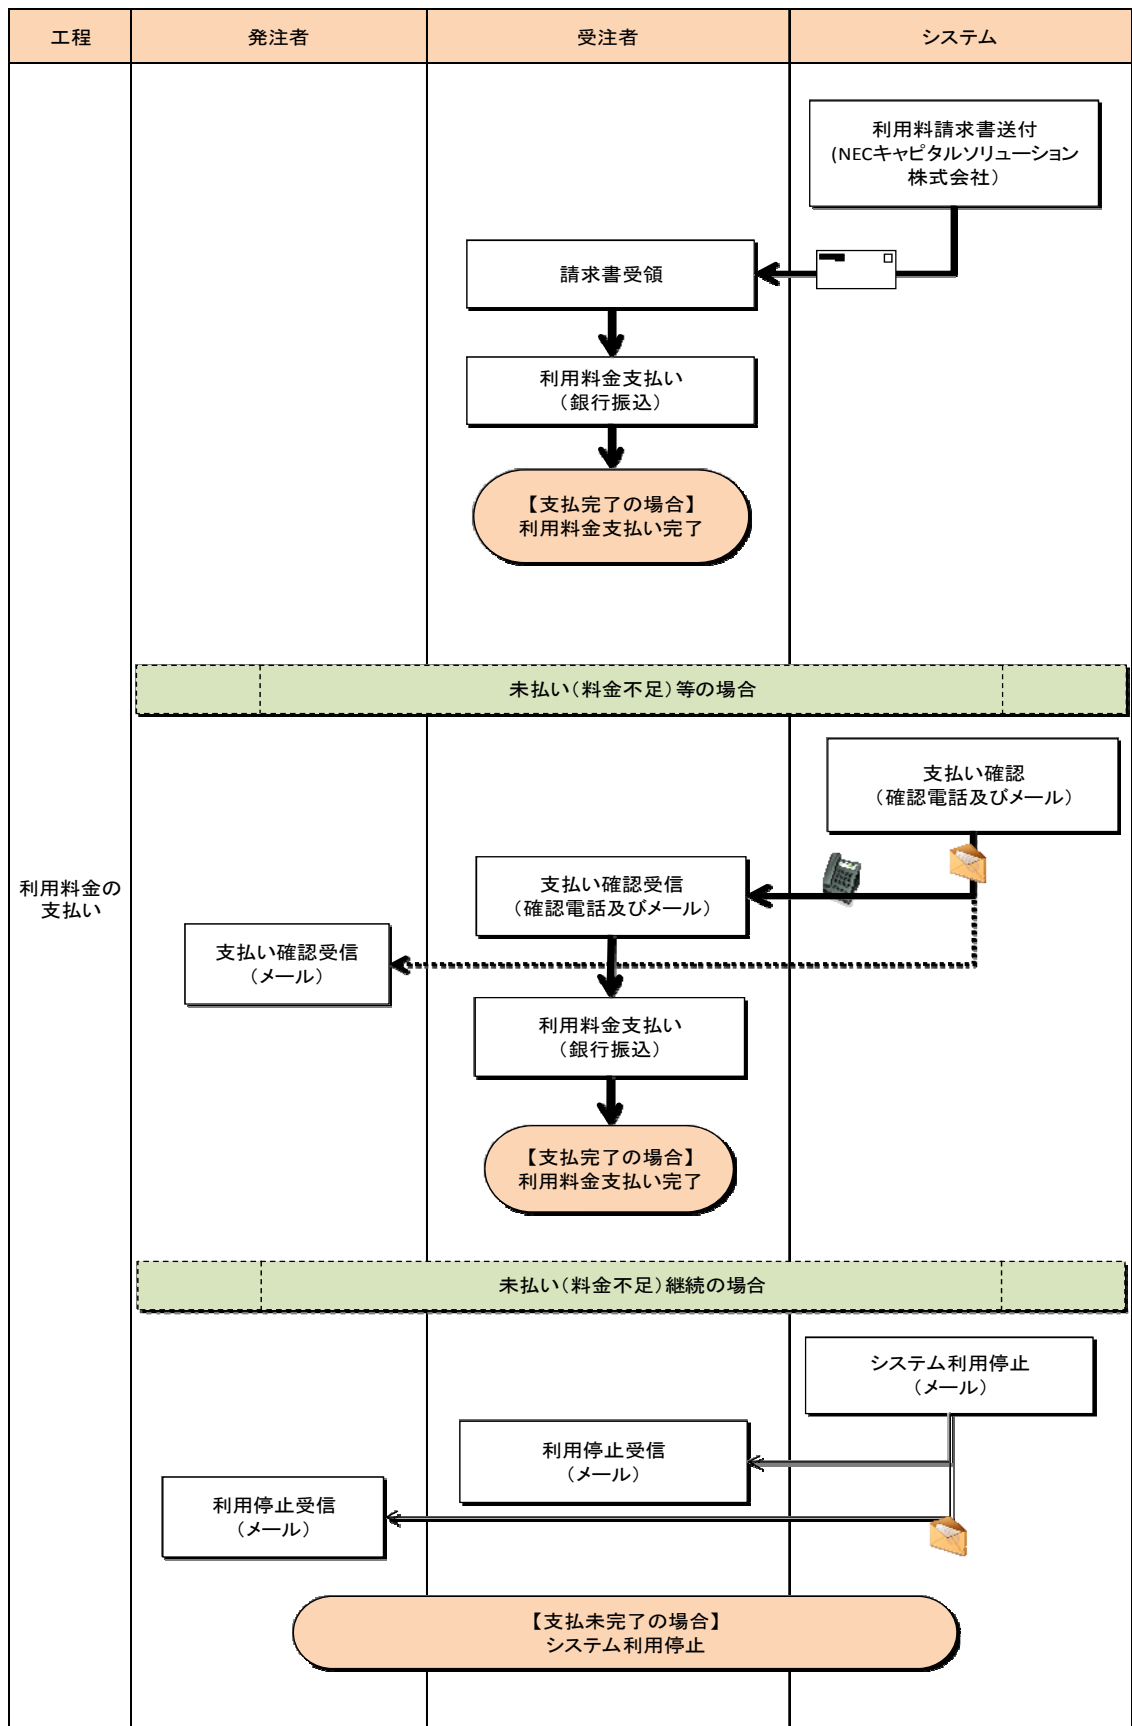 工程
発注者
受注者
システム
利用料請求書送付
(NECキャピタルソリューション
株式会社)
請求書受領
利用料金支払い
(銀行振込)
【支払完了の場合】
利用料金支払い完了
未払い(料金不足)等の場合
支払い確認
(確認電話及びメール)
利用料金の
支払い
支払い確認受信
(確認電話及びメール)
支払い確認受信
(メール)
利用料金支払い
(銀行振込)
【支払完了の場合】
利用料金支払い完了
未払い(料金不足)継続の場合
システム利用停止
(メール)
利用停止受信
(メール)
利用停止受信
(メール)
【支払未完了の場合】
システム利用停止